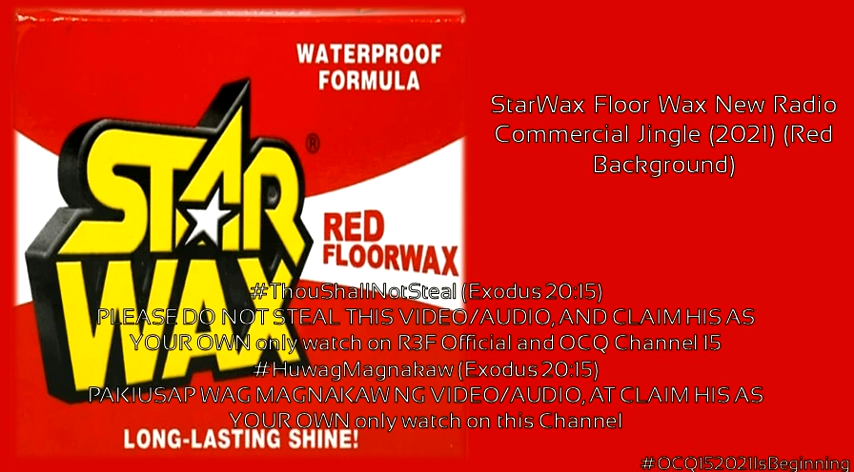 WATERPROOF
FORMULA
STAR
WAX
®
RED
FLOORWAX
LONG-LASTING SHINE!
StarWax Floor Wax New Radio
Commercial Jingle (2021) (Red
Background)
#ThouShallNotSteal (Exodus 20:15)
PLEASE DO NOT STEAL THIS VIDEO/AUDIO, AND CLAIM HIS AS
YOUR OWN only watch on R3F Official and OCQ Channel 15
#HuwagMagnakaw (Exodus 20:15)
PAKIUSAP WAG MAGNAKAW NG VIDEO/AUDIO, AT CLAIM HIS AS
YOUR OWN only watch on this Channel
#OCQ152021IsBeginning